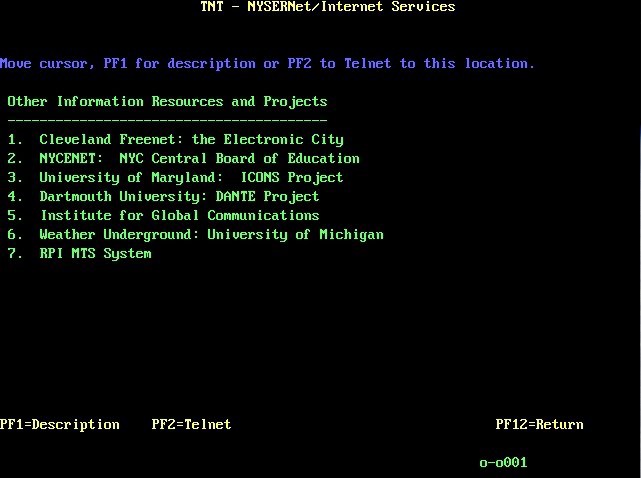 TNT - NYSERNet/Internet Services
Move cursor, PF1 for description or PF2 to Telnet to this location.
Other Information Resources and Projects
----------------------------------------
1. Cleveland Freenet: the Electronic City
2. NYCENET: NYC Central Board of Education
3. University of Maryland: ICONS Project
4. Dartmouth University: DANTE Project
5. Institute for Global Communications
6. Weather Underground: University of Michigan
7. RPI MTS System
PF1=Description PF2=Telnet PF12=Return
o-o001